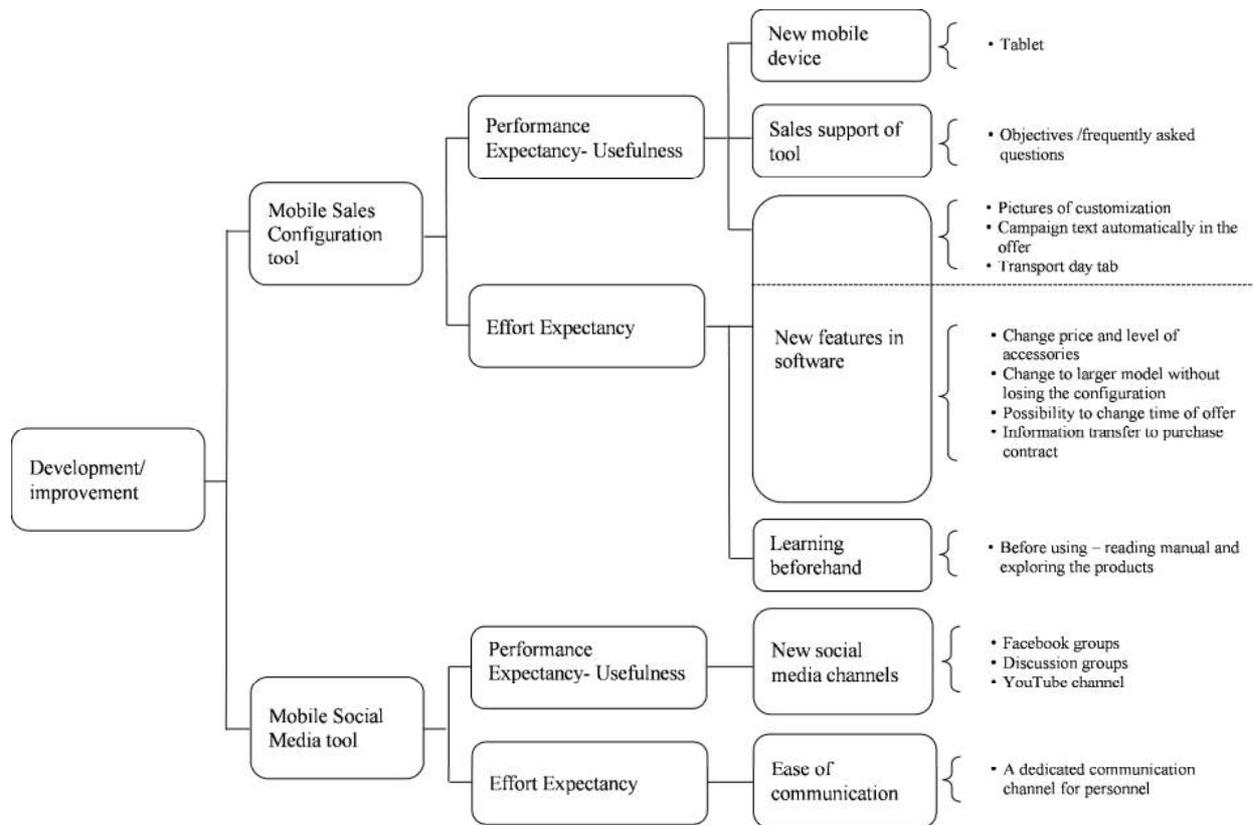 New mobile
device
• Tablet
Performance
Expectancy- Usefulness
Sales support of
tool
• Objectives /frequently asked
questions
Mobile Sales
Configuration
tool
• Pictures of customization
• Campaign text automatically in the
offer
• Transport day tab
Effort Expectancy
New features in
software
• Change price and level of
accessories
• Change to larger model without
losing the configuration
• Possibility to change time of offer
• Information transfer to purchase
contract
Development/
improvement
Learning
beforehand
• Before using – reading manual and
exploring the products
Performance
Expectancy- Usefulness
New social
media channels
• Facebook groups
• Discussion groups
• YouTube channel
Mobile Social
Media tool
Effort Expectancy
Ease of
communication
• A dedicated communication
channel for personnel